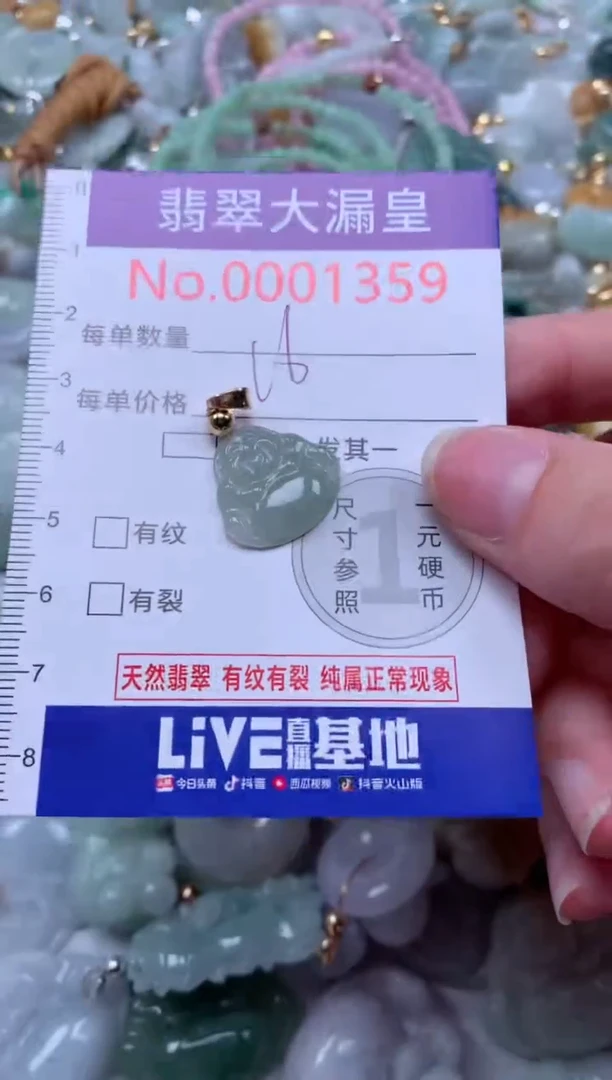 翡翠大漏皇
No.0001359
每单数量
16
每单价格
发其一
有纹
有裂
尺寸参照
1
一元硬币
天然翡翠 有纹有裂 纯属正常现象
LIVE直播基地
今日头条 抖音 西瓜视频 抖音火山版
0
1
2
3
4
5
6
7
8